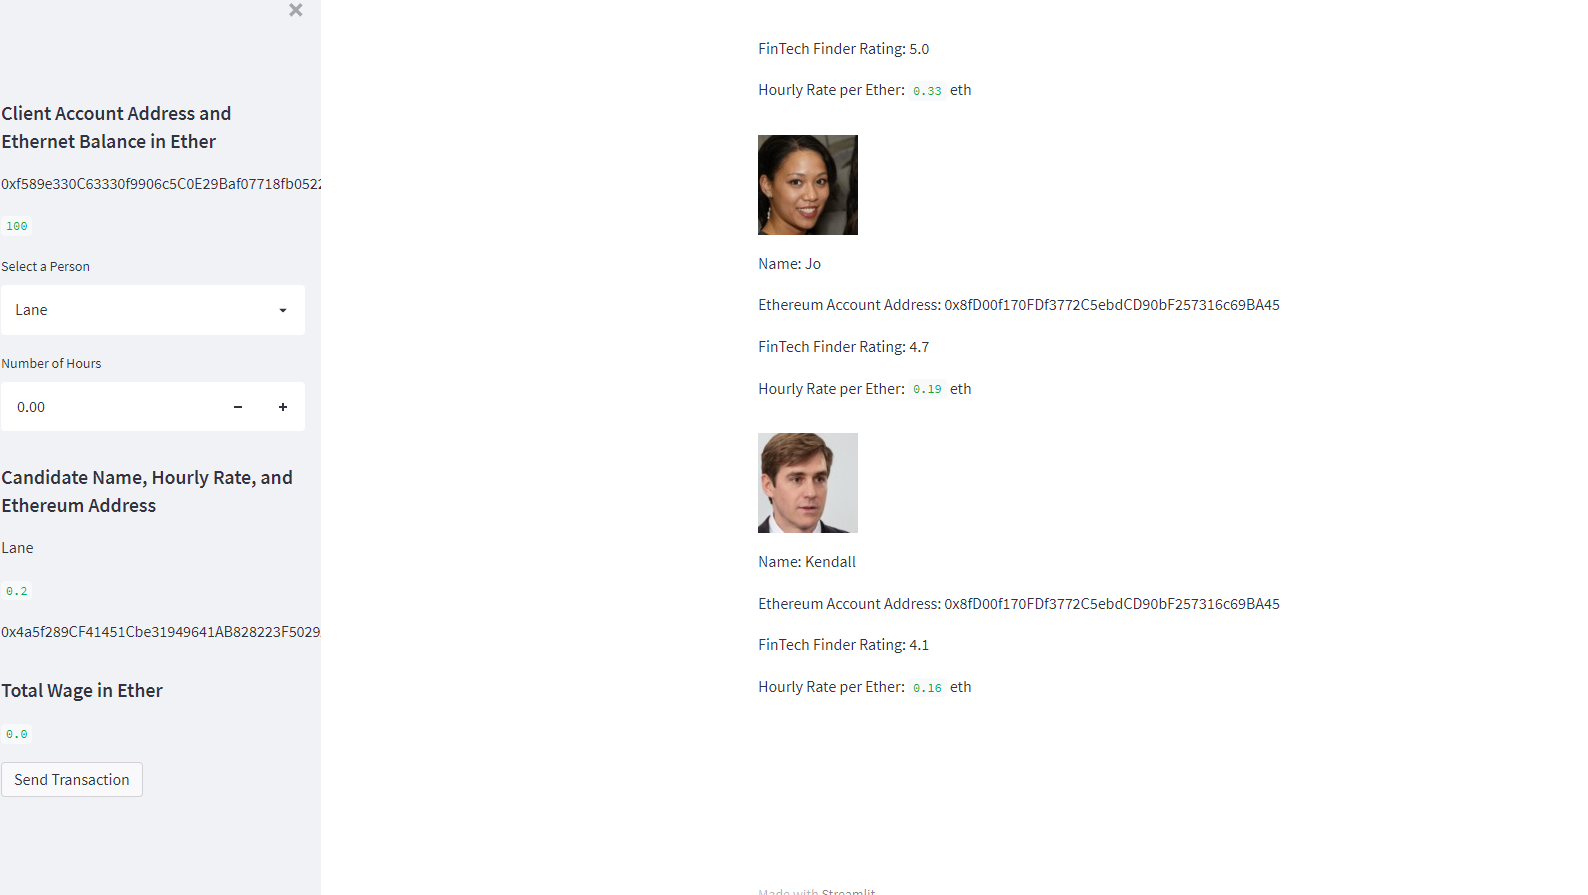 Client Account Address and
Ethernet Balance in Ether
0xf589e330C63330f9906c5C0E29Baf07718fb0522
100
Select a Person
Lane
Number of Hours
0.00
Candidate Name, Hourly Rate, and
Ethereum Address
Lane
0.2
0x4a5f289CF41451Cbe31949641AB828223F5029
Total Wage in Ether
0.0
Send Transaction
FinTech Finder Rating: 5.0
Hourly Rate per Ether: 0.33 eth
Name: Jo
Ethereum Account Address: 0x8fD00f170FDf3772C5ebdCD90bF257316c69BA45
FinTech Finder Rating: 4.7
Hourly Rate per Ether: 0.19 eth
Name: Kendall
Ethereum Account Address: 0x8fD00f170FDf3772C5ebdCD90bF257316c69BA45
FinTech Finder Rating: 4.1
Hourly Rate per Ether: 0.16 eth
Made with Streamlit